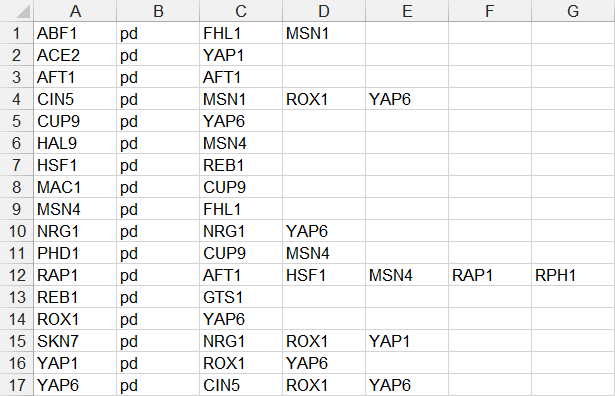 A B C D E F G
1 ABF1 pd FHL1 MSN1
2 ACE2 pd YAP1
3 AFT1 pd AFT1
4 CIN5 pd MSN1 ROX1 YAP6
5 CUP9 pd YAP6
6 HAL9 pd MSN4
7 HSF1 pd REB1
8 MAC1 pd CUP9
9 MSN4 pd FHL1
10 NRG1 pd NRG1 YAP6
11 PHD1 pd CUP9 MSN4
12 RAP1 pd AFT1 HSF1 MSN4 RAP1 RPH1
13 REB1 pd GTS1
14 ROX1 pd YAP6
15 SKN7 pd NRG1 ROX1 YAP1
16 YAP1 pd ROX1 YAP6
17 YAP6 pd CIN5 ROX1 YAP6